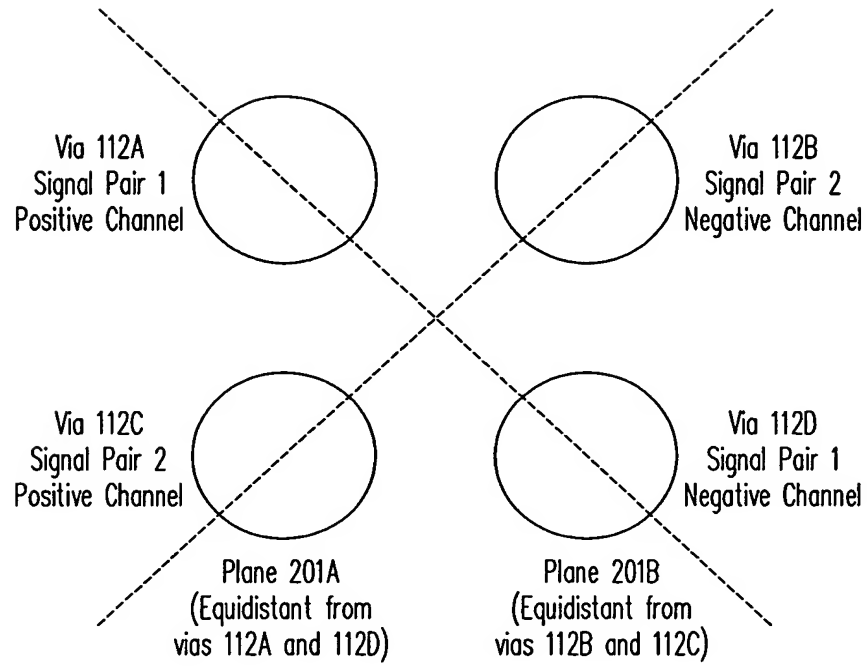 Via 112A
Signal Pair 1
Positive Channel
Via 112B
Signal Pair 2
Negative Channel
Via 112C
Signal Pair 2
Positive Channel
Via 112D
Signal Pair 1
Negative Channel
Plane 201A
(Equidistant from
vias 112A and 112D)
Plane 201B
(Equidistant from
vias 112B and 112C)